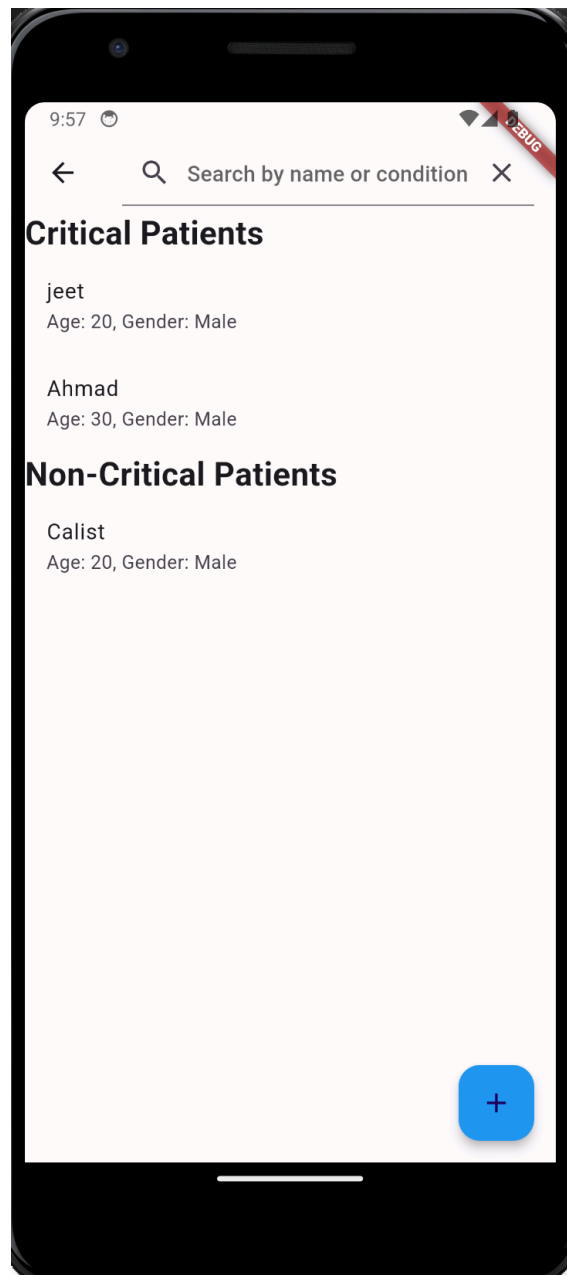 9:57
DEBUG
Search by name or condition
Critical Patients
jeet
Age: 20, Gender: Male
Ahmad
Age: 30, Gender: Male
Non-Critical Patients
Calist
Age: 20, Gender: Male
+